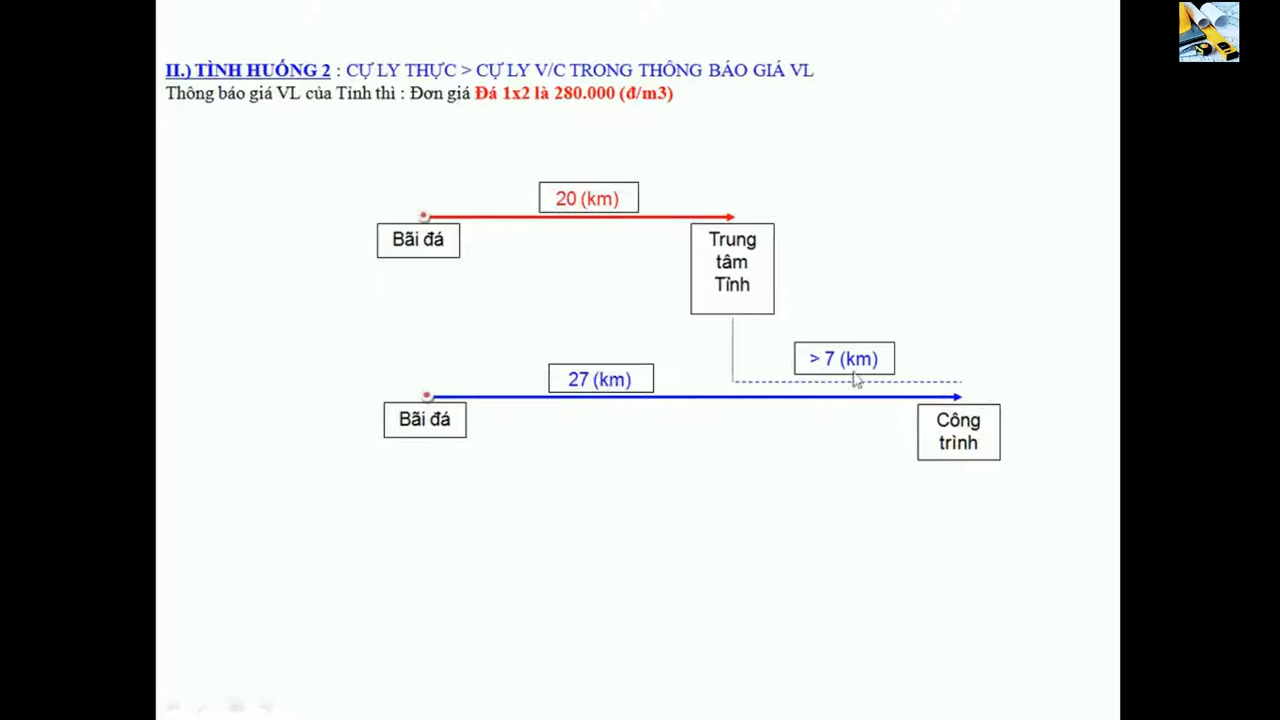 II.) TÌNH HUỐNG 2 : CỰ LY THỰC > CỰ LY V/C TRONG THÔNG BÁO GIÁ VL
Thông báo giá VL của Tỉnh thì : Đơn giá Đá 1x2 là 280.000 (đ/m3)
20 (km)
Bãi đá
Trung
tâm
Tỉnh
> 7 (km)
27 (km)
Bãi đá
Công
trình